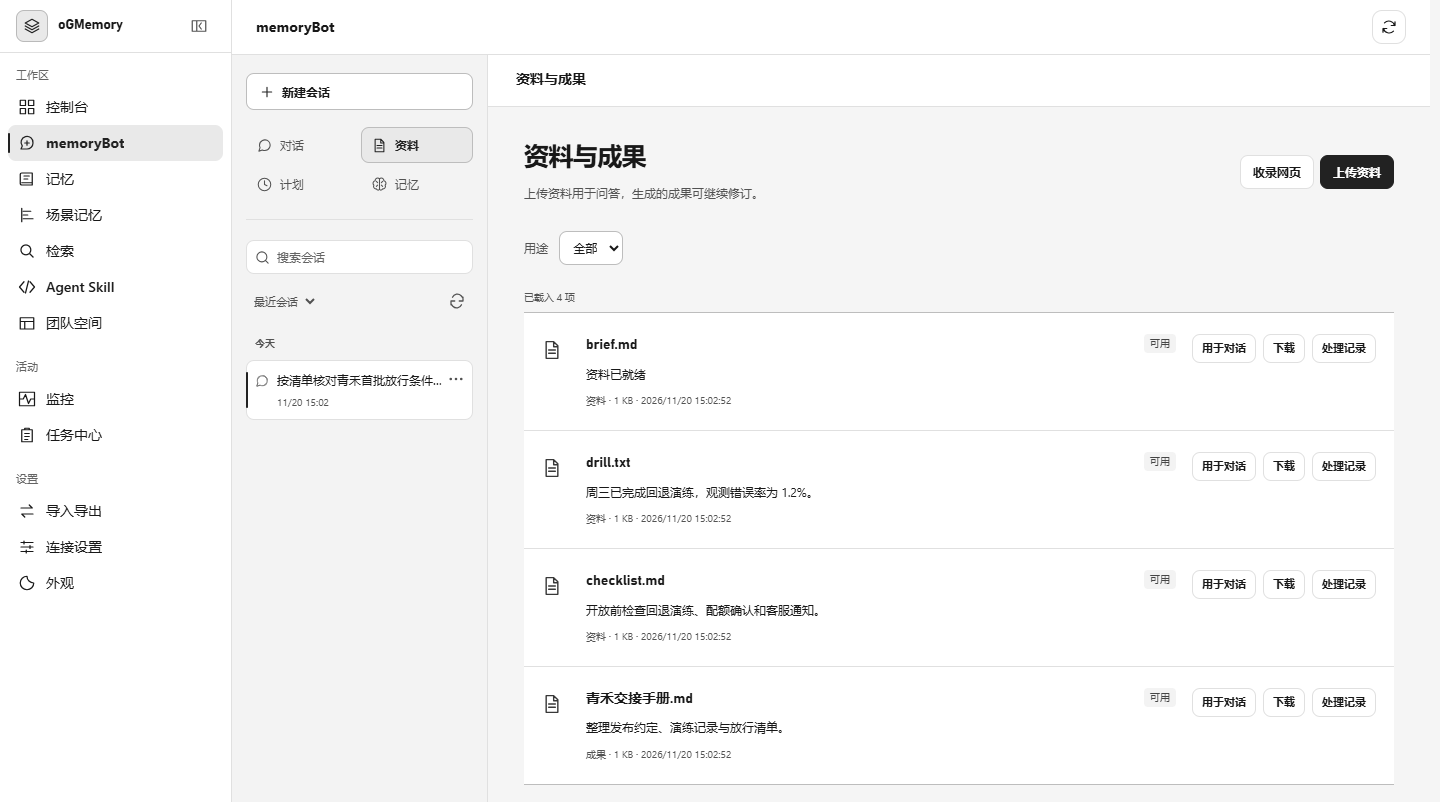 oGMemory
工作区
控制台
memoryBot
记忆
场景记忆
检索
Agent Skill
团队空间
活动
监控
任务中心
设置
导入导出
连接设置
外观
memoryBot
新建会话
对话
资料
计划
记忆
搜索会话
最近会话
今天
按清单核对青禾首批放行条件...
11/20 15:02
资料与成果
资料与成果
上传资料用于问答，生成的成果可继续修订。
收录网页
上传资料
用途
全部
已载入 4 项
brief.md
资料已就绪
资料 · 1 KB · 2026/11/20 15:02:52
可用
用于对话
下载
处理记录
drill.txt
周三已完成回退演练，观测错误率为 1.2%。
资料 · 1 KB · 2026/11/20 15:02:52
可用
用于对话
下载
处理记录
checklist.md
开放前检查回退演练、配额确认和客服通知。
资料 · 1 KB · 2026/11/20 15:02:52
可用
用于对话
下载
处理记录
青禾交接手册.md
整理发布约定、演练记录与放行清单。
成果 · 1 KB · 2026/11/20 15:02:52
可用
用于对话
下载
处理记录